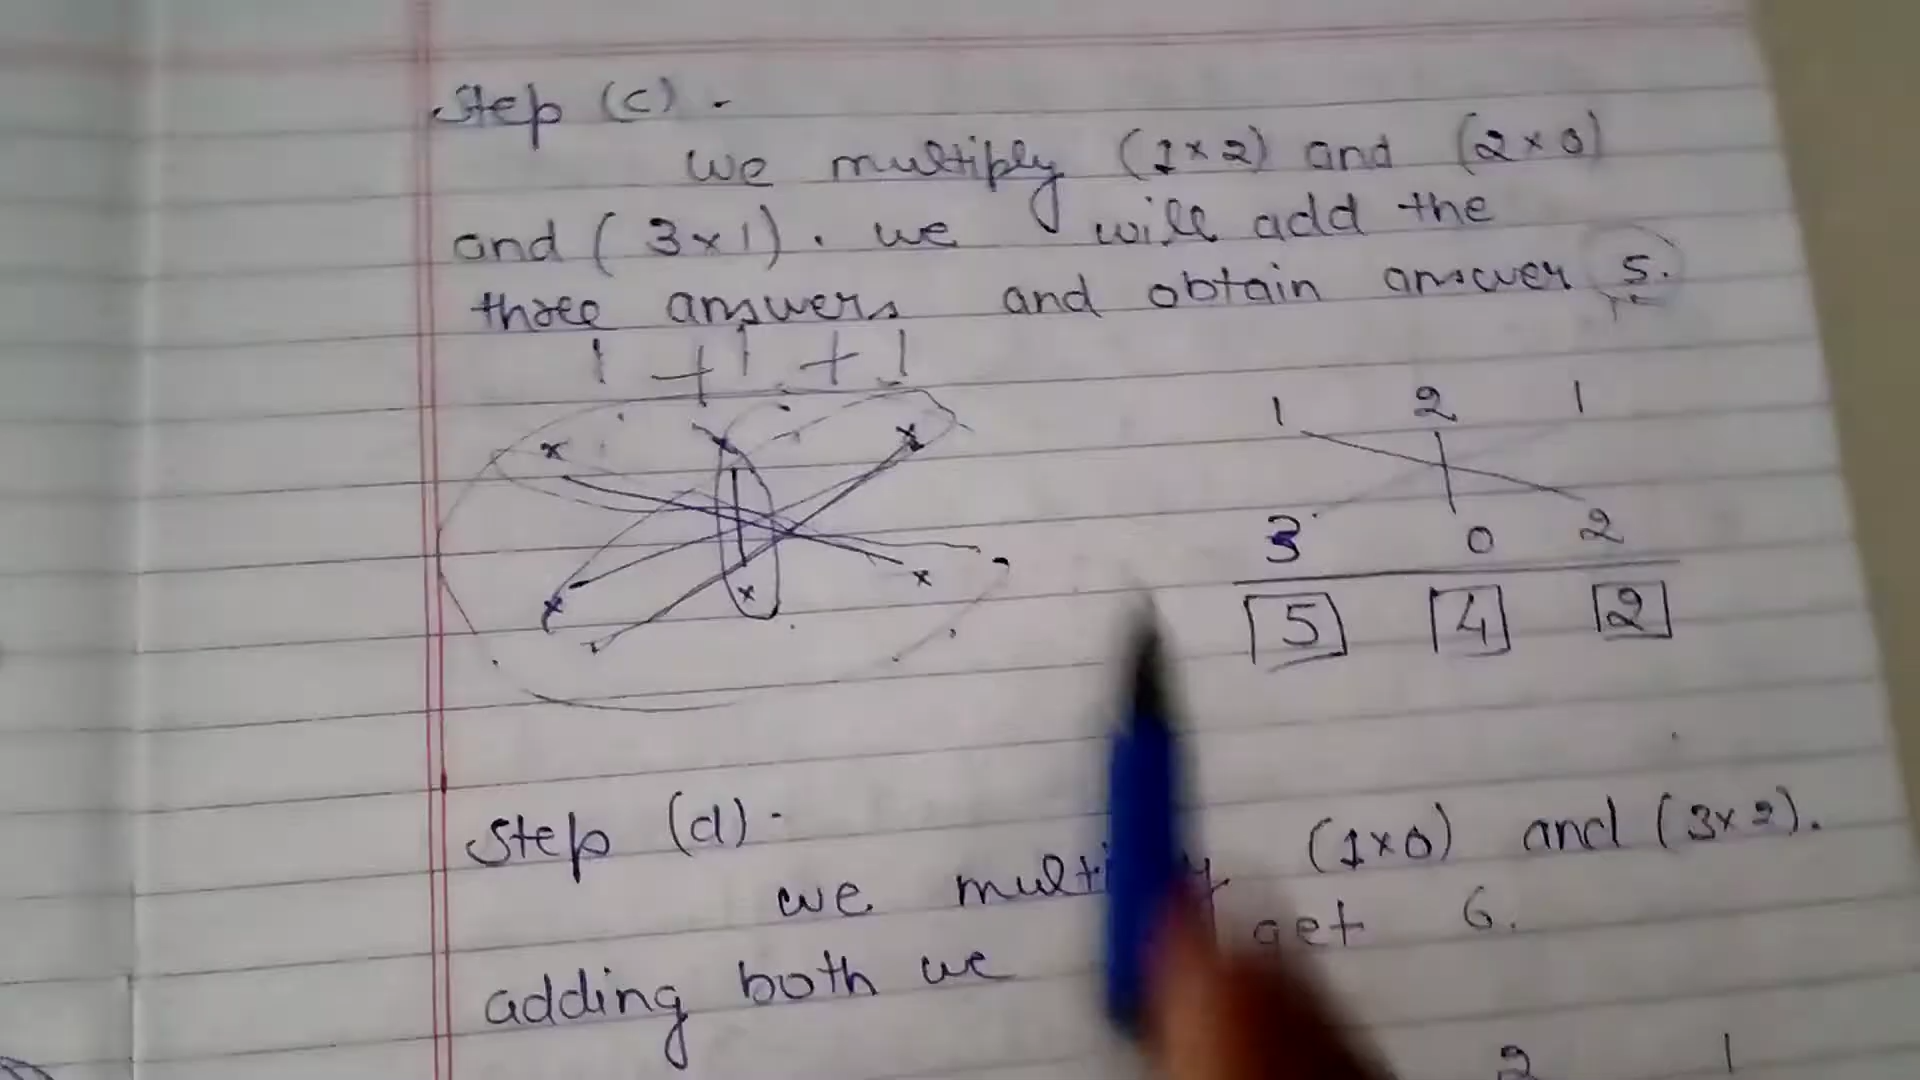 Step (c).
we multiply (1×2) and (2×0)
and (3×1). we will add the
three answers and obtain answer 5.
1 + 1 + 1
1 2 1
3 0 2
5 4 2
Step (d).
we (1×0) and (3×2).
adding both we get 6.
2 1